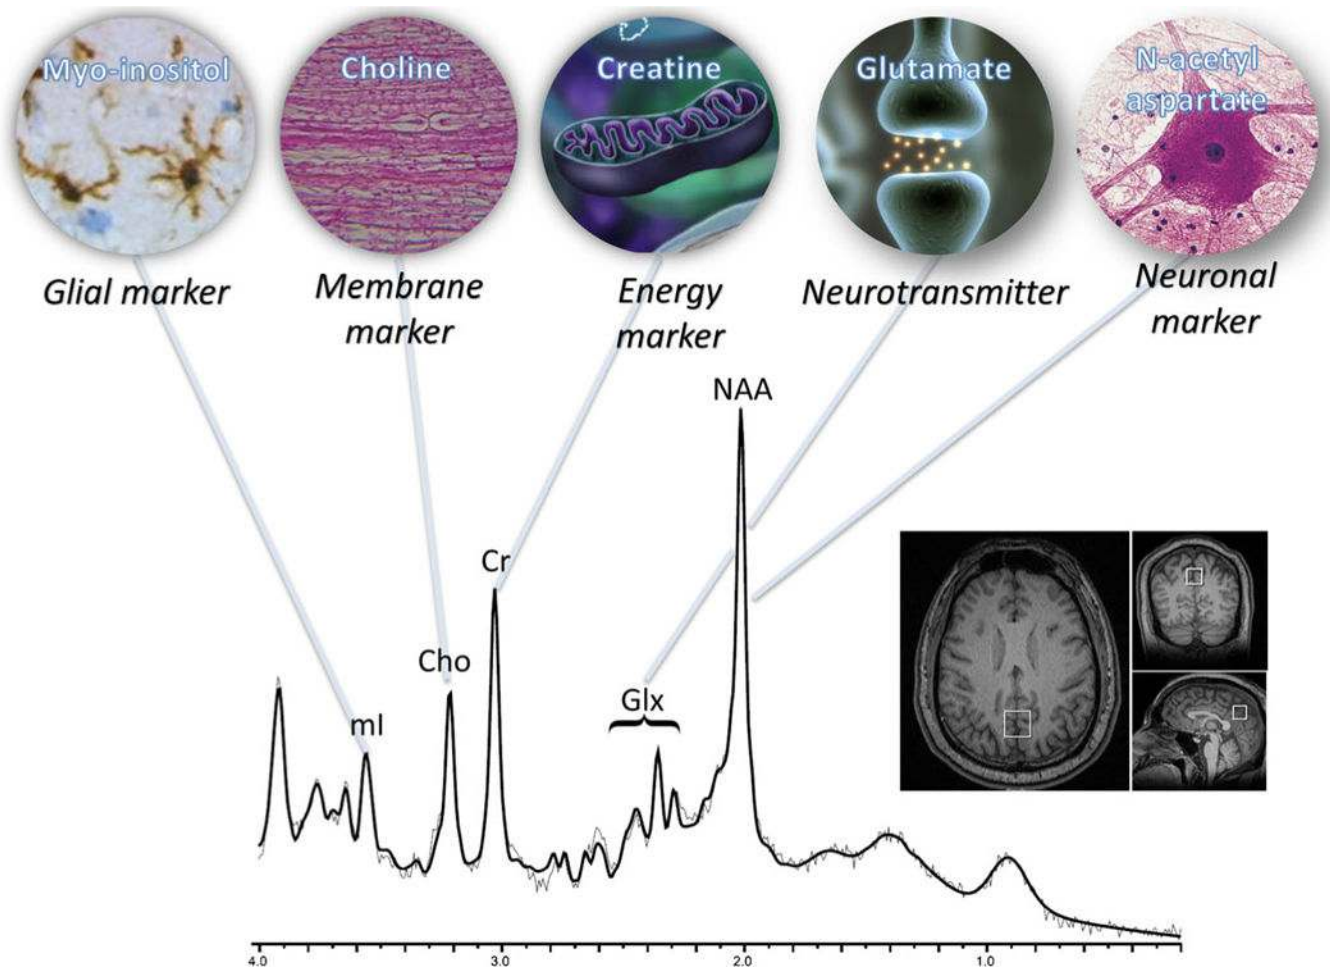 Myo-inositol
Choline
Creatine
Glutamate
N-acetyl
aspartate
Glial marker
Membrane
marker
Energy
marker
Neurotransmitter
Neuronal
marker
NAA
Cr
Cho
Glx
mI
4.0
3.0
2.0
1.0